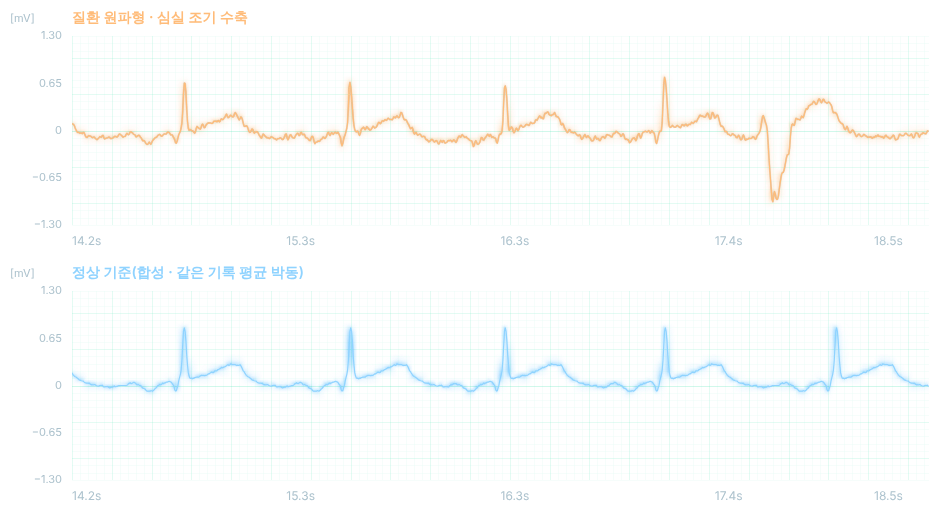 [mV]
질환 원파형 · 심실 조기 수축
1.30
0.65
0
−0.65
−1.30
14.2s 15.3s 16.3s 17.4s 18.5s
[mV]
정상 기준(합성 · 같은 기록 평균 박동)
1.30
0.65
0
−0.65
−1.30
14.2s 15.3s 16.3s 17.4s 18.5s